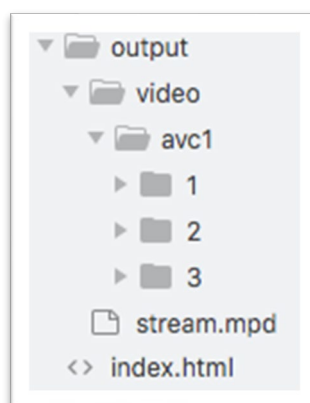 output
video
avc1
1
2
3
stream.mpd
<> index.html